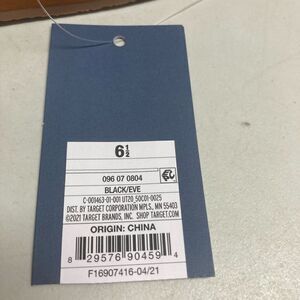 6½
096 07 0804
BLACK/EVE
C-001463-01-001 UT20_50C01-0025
DIST. BY TARGET CORPORATION MPLS., MN 55403
©2021 TARGET BRANDS, INC. SHOP TARGET.COM
ORIGIN: CHINA
8 29576 90459 4
F16907416-04/21